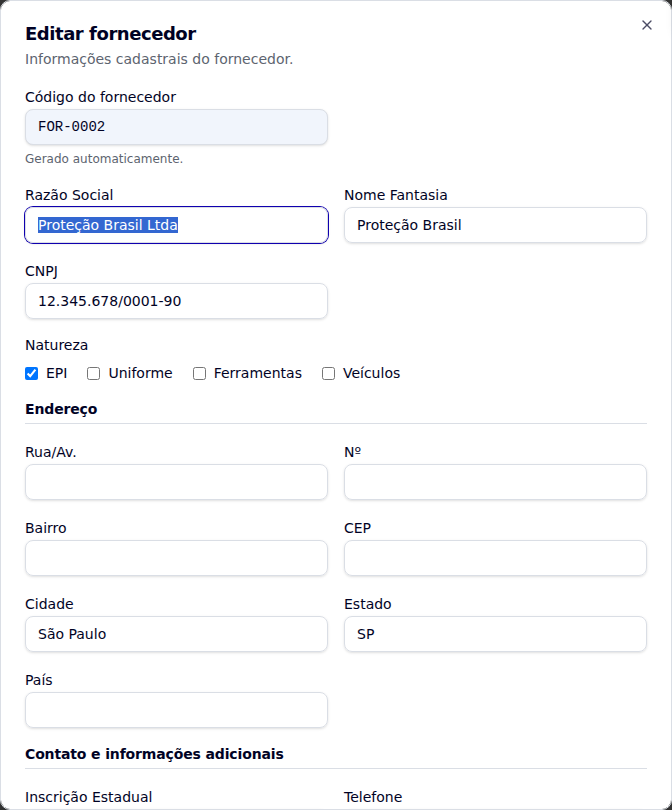 Editar fornecedor
Informações cadastrais do fornecedor.
Código do fornecedor
FOR-0002
Gerado automaticamente.
Razão Social Nome Fantasia
Proteção Brasil Ltda Proteção Brasil
CNPJ
12.345.678/0001-90
Natureza
EPI Uniforme Ferramentas Veículos
Endereço
Rua/Av. Nº
Bairro CEP
Cidade Estado
São Paulo SP
País
Contato e informações adicionais
Inscrição Estadual Telefone